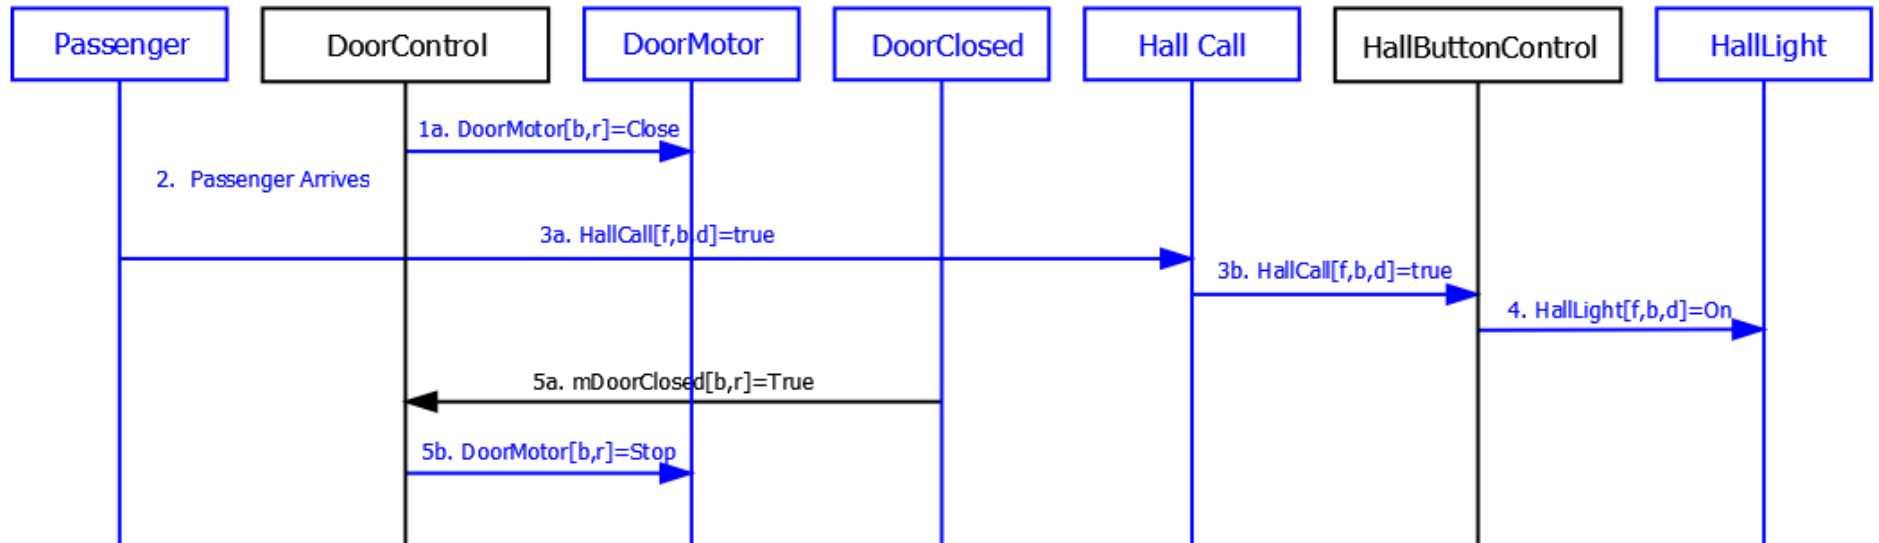 Passenger
DoorControl
DoorMotor
DoorClosed
Hall Call
HallButtonControl
HallLight
1a. DoorMotor[b,r]=Close
2. Passenger Arrives
3a. HallCall[f,b,d]=true
3b. HallCall[f,b,d]=true
4. HallLight[f,b,d]=On
5a. mDoorClosed[b,r]=True
5b. DoorMotor[b,r]=Stop